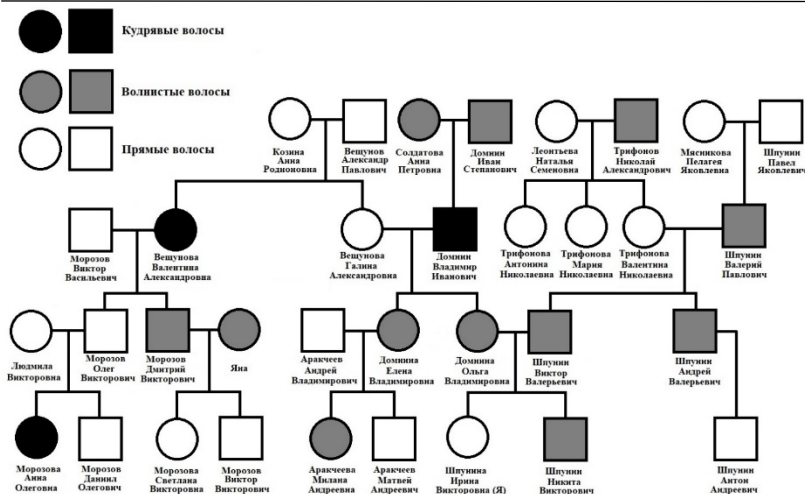 Кудрявые волосы
Волнистые волосы
Прямые волосы
Козина
Анна
Родионовна
Вещунов
Александр
Павлович
Солдатова
Анна
Петровна
Домнин
Иван
Степанович
Леонтьева
Наталья
Семеновна
Трифонов
Николай
Александрович
Мясникова
Пелагея
Яковлевна
Шпунин
Павел
Яковлевич
Морозов
Виктор
Васильевич
Вещунова
Валентина
Александровна
Вещунова
Галина
Александровна
Домнин
Владимир
Иванович
Трифонова
Антонина
Николаевна
Трифонова
Мария
Николаевна
Трифонова
Валентина
Николаевна
Шпунин
Валерий
Павлович
Людмила
Викторовна
Морозов
Олег
Викторович
Морозов
Дмитрий
Викторович
Яна
Аракчеев
Андрей
Владимирович
Домнина
Елена
Владимировна
Домнина
Ольга
Владимировна
Шпунин
Виктор
Валерьевич
Шпунин
Андрей
Валерьевич
Морозова
Анна
Олеговна
Морозов
Даниил
Олегович
Морозова
Светлана
Викторовна
Морозов
Виктор
Викторович
Аракчеева
Милана
Андреевна
Аракчеев
Матвей
Андреевич
Шпунина
Ирина
Викторовна (Я)
Шпунин
Никита
Викторович
Шпунин
Антон
Андреевич